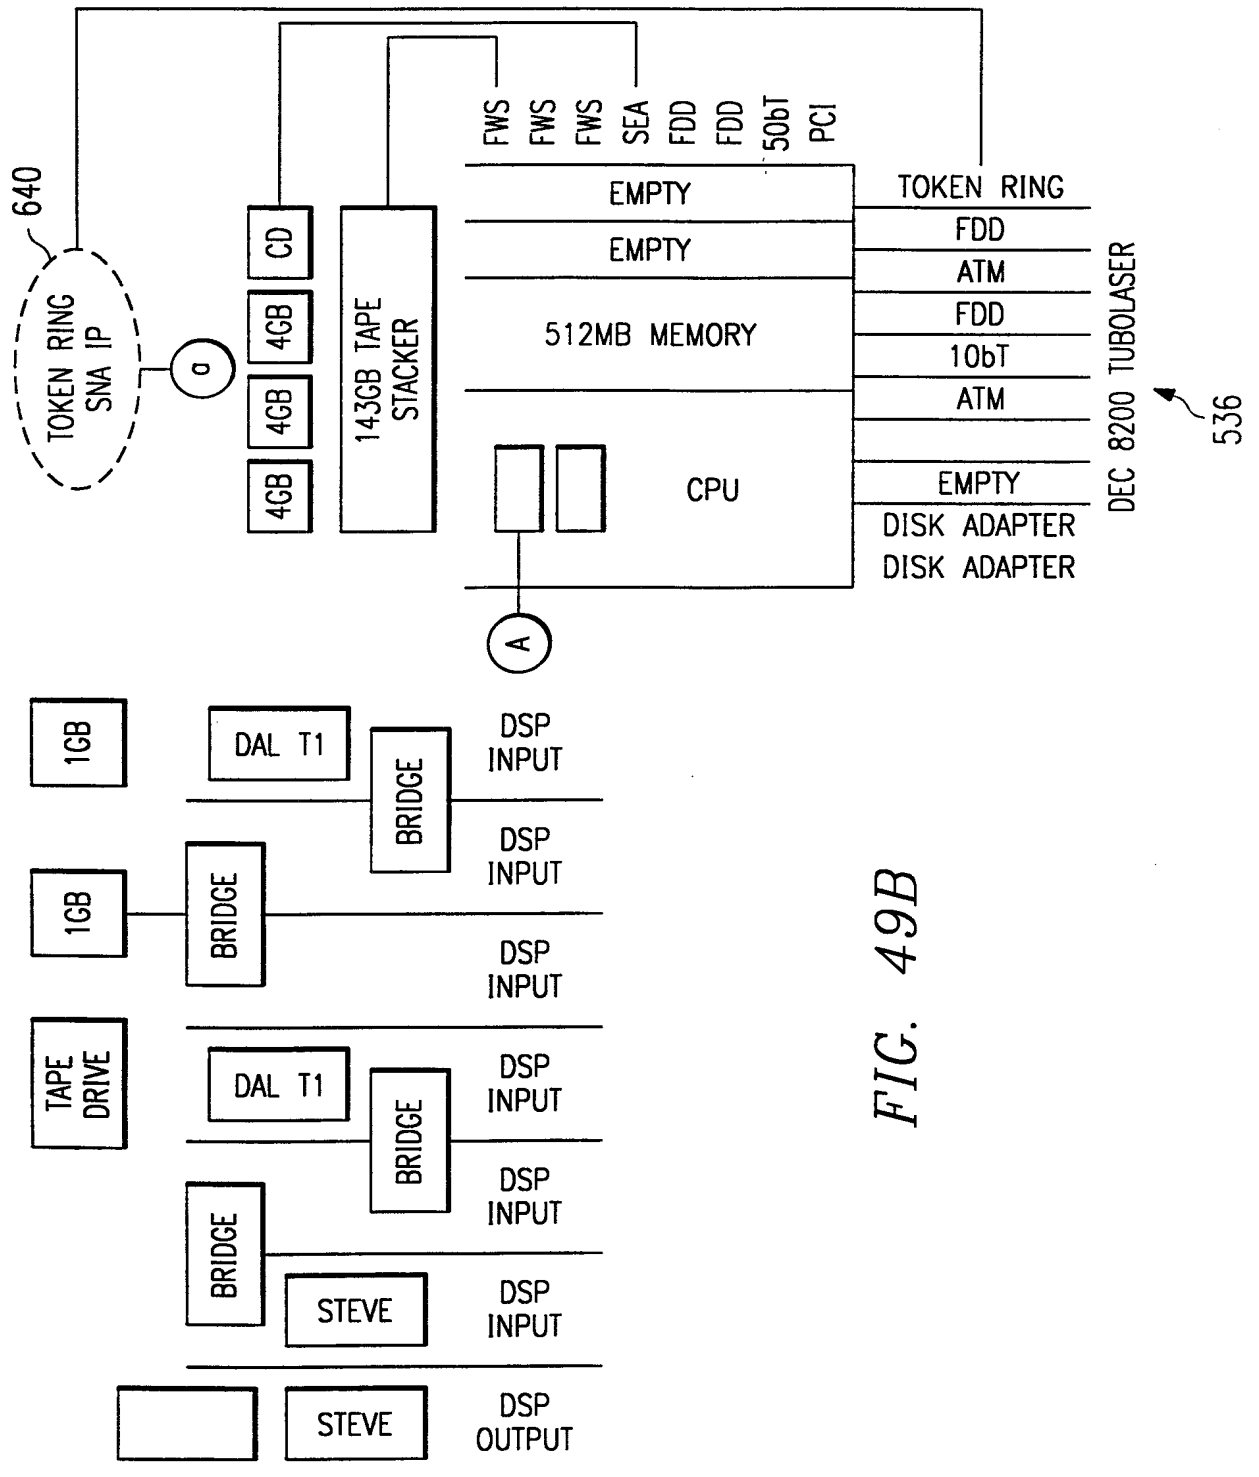 640
TOKEN RING
SNA IP
a
4GB
4GB
4GB
CD
143GB TAPE
STACKER
FWS
FWS
FWS
SEA
FDD
FDD
50bT
PCI
EMPTY
EMPTY
512MB MEMORY
CPU
A
TOKEN RING
FDD
ATM
FDD
10bT
ATM
EMPTY
DISK ADAPTER
DISK ADAPTER
DEC 8200 TUBOLASER
536
1GB
1GB
TAPE
DRIVE
DAL T1
BRIDGE
BRIDGE
DAL T1
BRIDGE
BRIDGE
STEVE
STEVE
DSP
INPUT
DSP
INPUT
DSP
INPUT
DSP
INPUT
DSP
INPUT
DSP
INPUT
DSP
OUTPUT
FIG. 49B